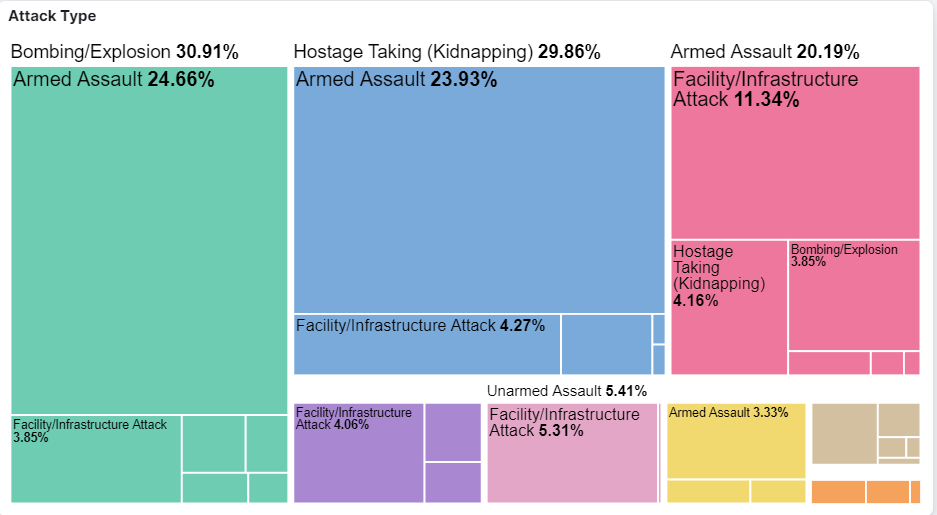 Attack Type
Bombing/Explosion 30.91%
Hostage Taking (Kidnapping) 29.86%
Armed Assault 20.19%
Armed Assault 24.66%
Armed Assault 23.93%
Facility/Infrastructure
Attack 11.34%
Hostage
Taking
(Kidnapping)
4.16%
Bombing/Explosion
3.85%
Facility/Infrastructure Attack 4.27%
Unarmed Assault 5.41%
Facility/Infrastructure Attack
3.85%
Facility/Infrastructure
Attack 4.06%
Facility/Infrastructure
Attack 5.31%
Armed Assault 3.33%